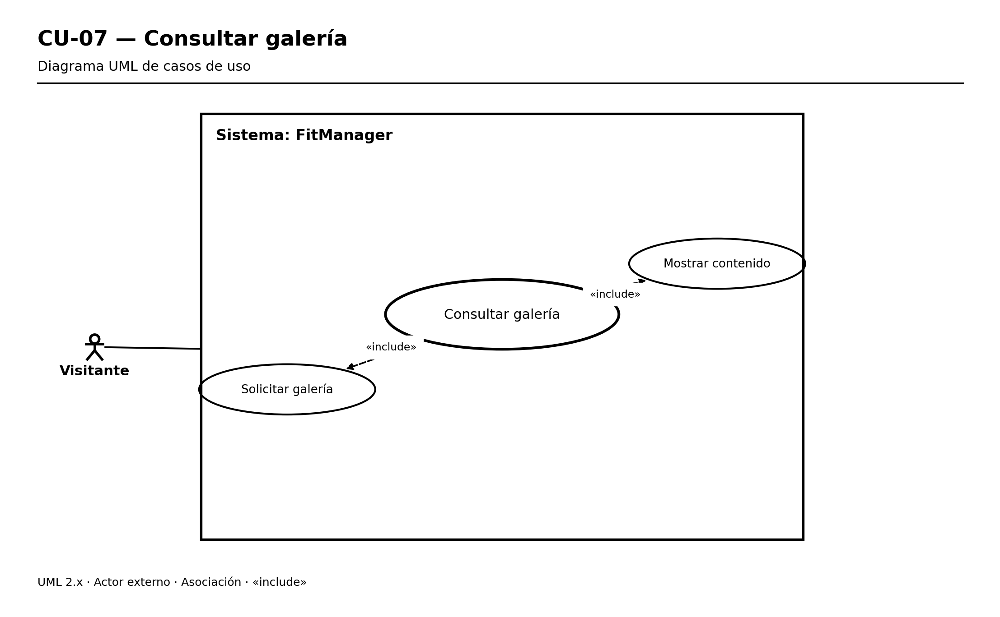 CU-07 — Consultar galería
Diagrama UML de casos de uso
Sistema: FitManager
Mostrar contenido
«include»
Consultar galería
«include»
Visitante
Solicitar galería
UML 2.x · Actor externo · Asociación · «include»